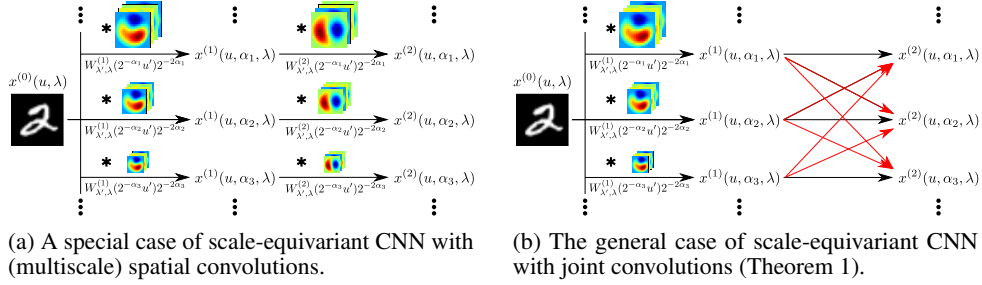 x^{(0)}(u, λ)
* W^{(1)}_{λ',λ}(2^{-α_1}u')2^{-2α_1} x^{(1)}(u, α_1, λ) * W^{(2)}_{λ',λ}(2^{-α_1}u')2^{-2α_1} x^{(2)}(u, α_1, λ)
* W^{(1)}_{λ',λ}(2^{-α_2}u')2^{-2α_2} x^{(1)}(u, α_2, λ) * W^{(2)}_{λ',λ}(2^{-α_2}u')2^{-2α_2} x^{(2)}(u, α_2, λ)
* W^{(1)}_{λ',λ}(2^{-α_3}u')2^{-2α_3} x^{(1)}(u, α_3, λ) * W^{(2)}_{λ',λ}(2^{-α_3}u')2^{-2α_3} x^{(2)}(u, α_3, λ)
2
(a) A special case of scale-equivariant CNN with
(multiscale) spatial convolutions.
x^{(0)}(u, λ)
* W^{(1)}_{λ',λ}(2^{-α_1}u')2^{-2α_1} x^{(1)}(u, α_1, λ) x^{(2)}(u, α_1, λ)
* W^{(1)}_{λ',λ}(2^{-α_2}u')2^{-2α_2} x^{(1)}(u, α_2, λ) x^{(2)}(u, α_2, λ)
* W^{(1)}_{λ',λ}(2^{-α_3}u')2^{-2α_3} x^{(1)}(u, α_3, λ) x^{(2)}(u, α_3, λ)
2
(b) The general case of scale-equivariant CNN
with joint convolutions (Theorem 1).